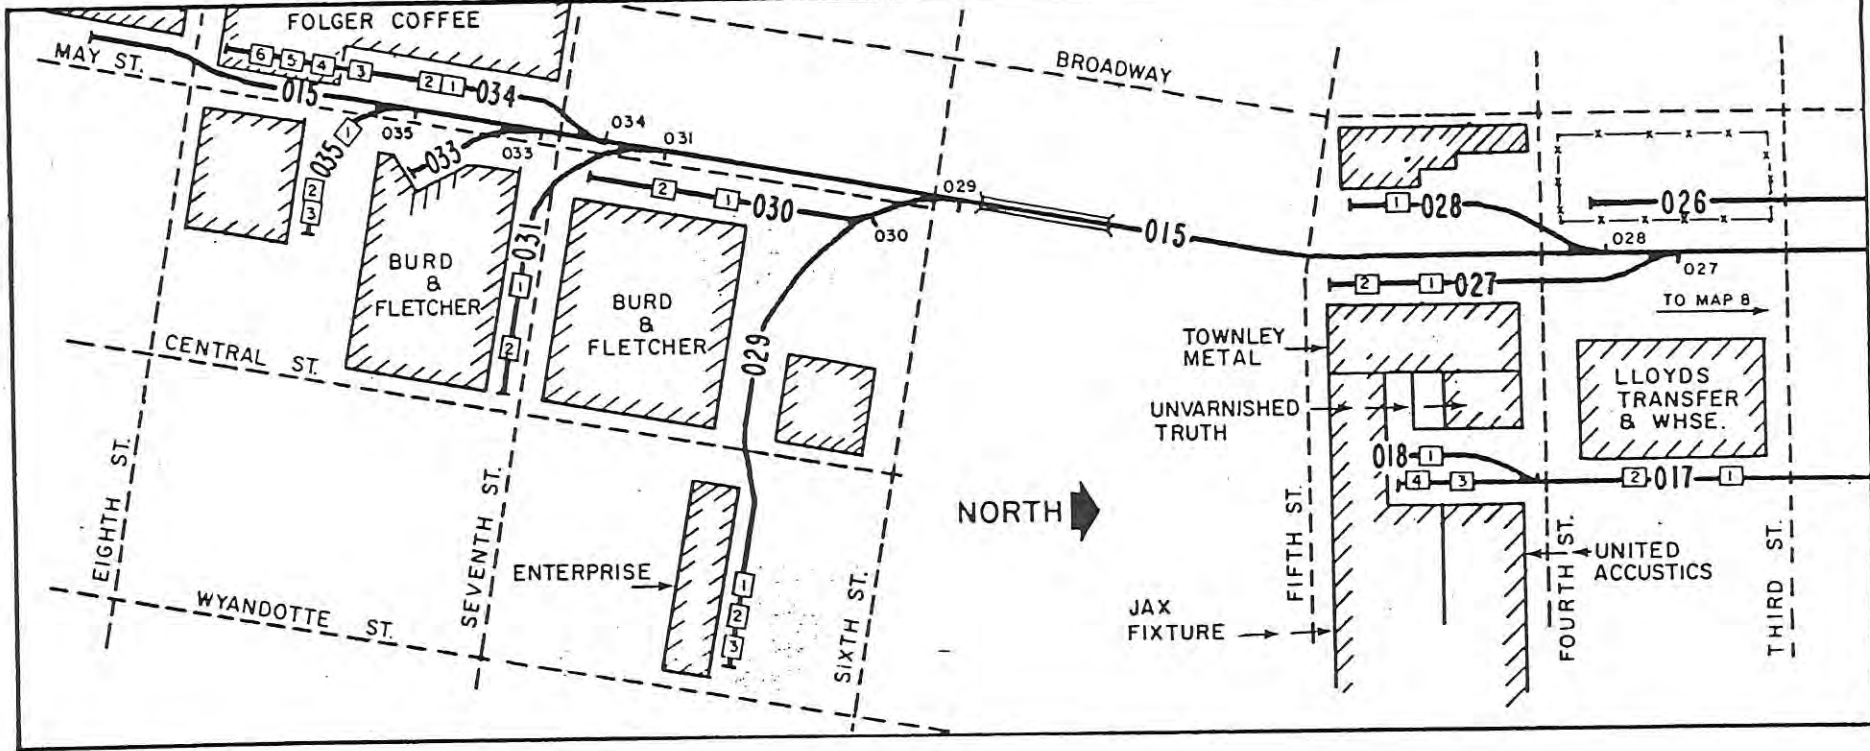 FOLGER COFFEE
MAY ST.
6 5 4 3 2 1 034
015
035
1
035
2
3
033
033
034
031
BROADWAY
029
2 1 030
030
015
1 028
028
026
027
2 1 027
TO MAP 8
BURD
&
FLETCHER
031
1
2
BURD
&
FLETCHER
029
CENTRAL ST.
TOWNLEY
METAL
UNVARNISHED
TRUTH
LLOYDS
TRANSFER
& WHSE.
018 1
4 3
2 017 1
NORTH
ENTERPRISE
1
2
3
UNITED
ACCUSTICS
JAX
FIXTURE
EIGHTH ST.
SEVENTH ST.
SIXTH ST.
FIFTH ST.
FOURTH ST.
THIRD ST.
WYANDOTTE ST.